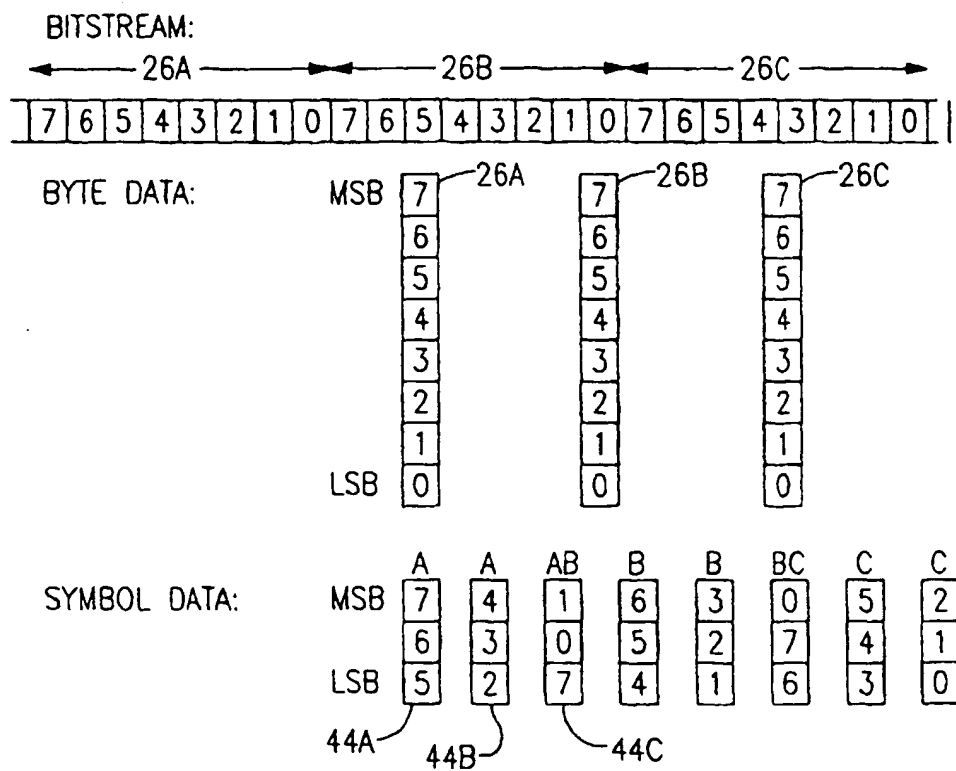 BITSTREAM:
26A 26B 26C
7 6 5 4 3 2 1 0 7 6 5 4 3 2 1 0 7 6 5 4 3 2 1 0
BYTE DATA: MSB 7 26A 7 26B 7 26C
6 6 6
5 5 5
4 4 4
3 3 3
2 2 2
1 1 1
LSB 0 0 0
A A AB B B BC C C
SYMBOL DATA: MSB 7 4 1 6 3 0 5 2
6 3 0 5 2 7 4 1
LSB 5 2 7 4 1 6 3 0
44A 44B 44C